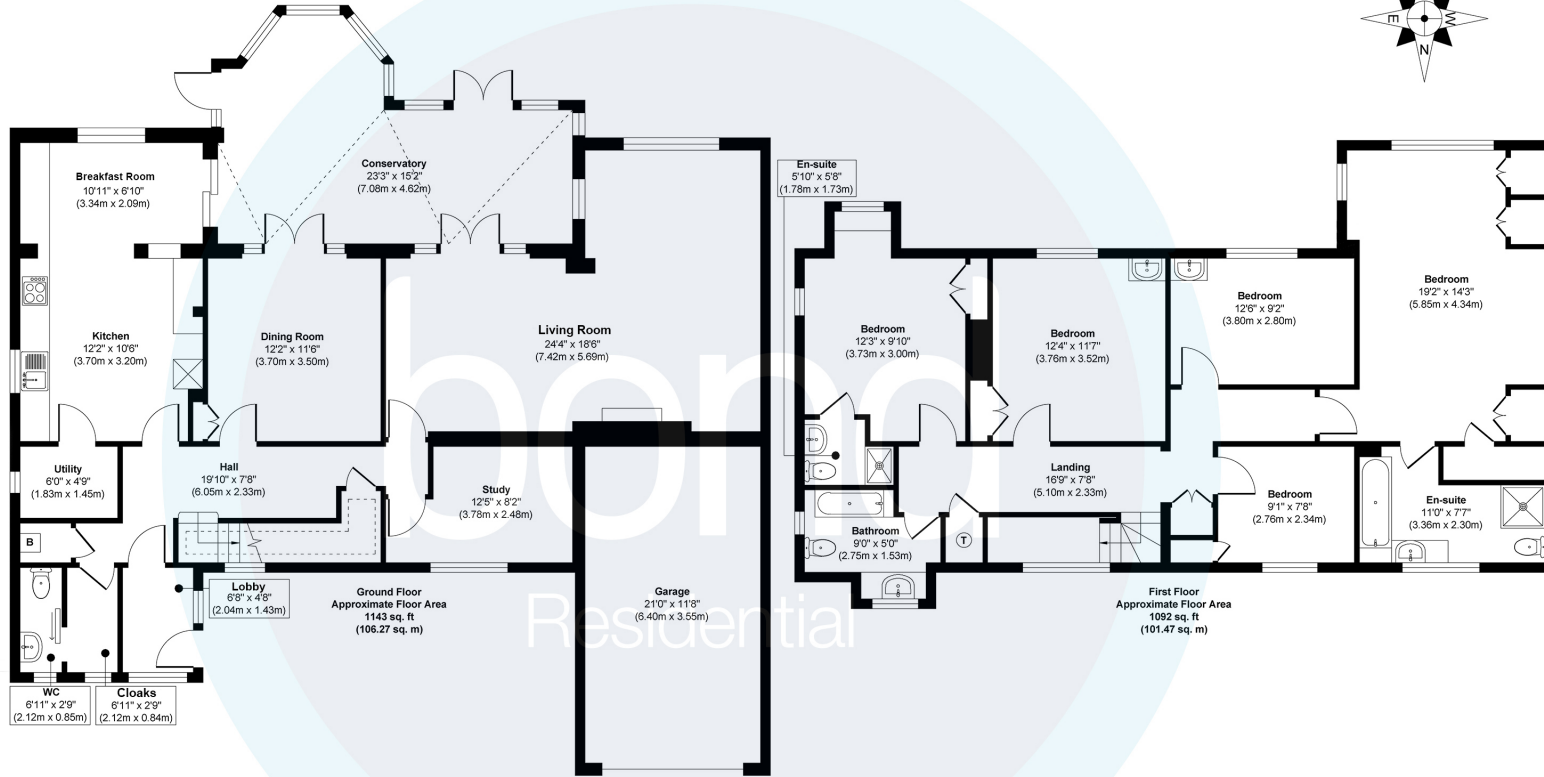 E
W
N
Breakfast Room
10'11" x 6'10"
(3.34m x 2.09m)
Conservatory
23'3" x 15'2"
(7.08m x 4.62m)
Kitchen
12'2" x 10'6"
(3.70m x 3.20m)
Dining Room
12'2" x 11'6"
(3.70m x 3.50m)
Living Room
24'4" x 18'6"
(7.42m x 5.69m)
Utility
6'0" x 4'9"
(1.83m x 1.45m)
Hall
19'10" x 7'8"
(6.05m x 2.33m)
Study
12'5" x 8'2"
(3.78m x 2.48m)
B
Lobby
6'8" x 4'8"
(2.04m x 1.43m)
Ground Floor
Approximate Floor Area
1143 sq. ft
(106.27 sq. m)
Garage
21'0" x 11'8"
(6.40m x 3.55m)
WC
6'11" x 2'9"
(2.12m x 0.85m)
Cloaks
6'11" x 2'9"
(2.12m x 0.84m)
En-suite
5'10" x 5'8"
(1.78m x 1.73m)
Bedroom
12'3" x 9'10"
(3.73m x 3.00m)
Bedroom
12'4" x 11'7"
(3.76m x 3.52m)
Bedroom
12'6" x 9'2"
(3.80m x 2.80m)
Bedroom
19'2" x 14'3"
(5.85m x 4.34m)
Landing
16'9" x 7'8"
(5.10m x 2.33m)
Bedroom
9'1" x 7'8"
(2.76m x 2.34m)
En-suite
11'0" x 7'7"
(3.36m x 2.30m)
Bathroom
9'0" x 5'0"
(2.75m x 1.53m)
T
First Floor
Approximate Floor Area
1092 sq. ft
(101.47 sq. m)
bond
Residential